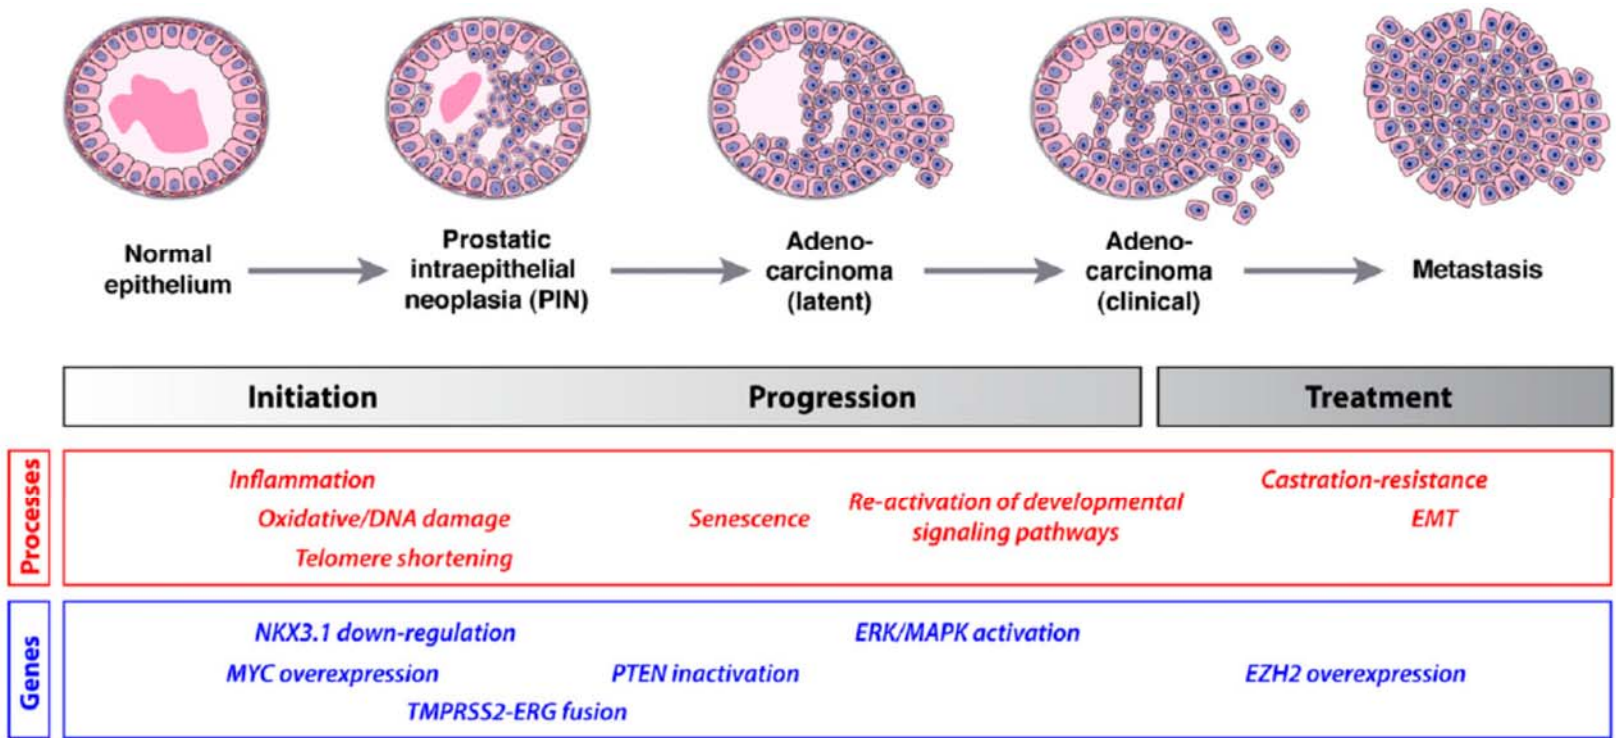 Normal
epithelium
Prostatic
intraepithelial
neoplasia (PIN)
Adeno-
carcinoma
(latent)
Adeno-
carcinoma
(clinical)
Metastasis
Initiation
Progression
Treatment
Processes
Inflammation
Oxidative/DNA damage
Telomere shortening
Senescence
Re-activation of developmental
signaling pathways
Castration-resistance
EMT
Genes
NKX3.1 down-regulation
MYC overexpression
TMPRSS2-ERG fusion
PTEN inactivation
ERK/MAPK activation
EZH2 overexpression